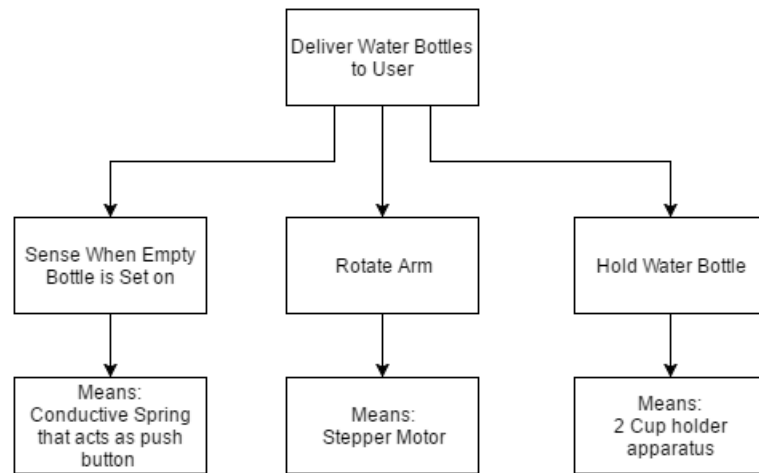 Deliver Water Bottles
to User
Sense When Empty
Bottle is Set on
Rotate Arm
Hold Water Bottle
Means:
Conductive Spring
that acts as push
button
Means:
Stepper Motor
Means:
2 Cup holder
apparatus